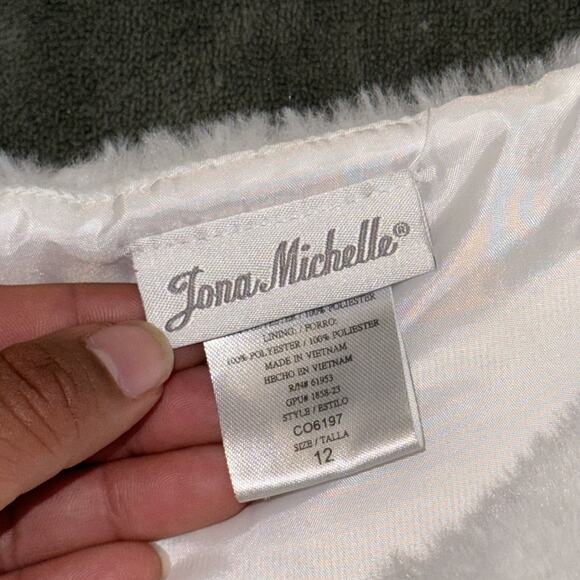 Jona Michelle®
POLYESTER / 100% POLIESTER
LINING: / FORRO:
100% POLYESTER / 100% POLIESTER
MADE IN VIETNAM
HECHO EN VIETNAM
R/N# 61953
GPU# 1858-23
STYLE / ESTILO
CO6197
SIZE / TALLA
12